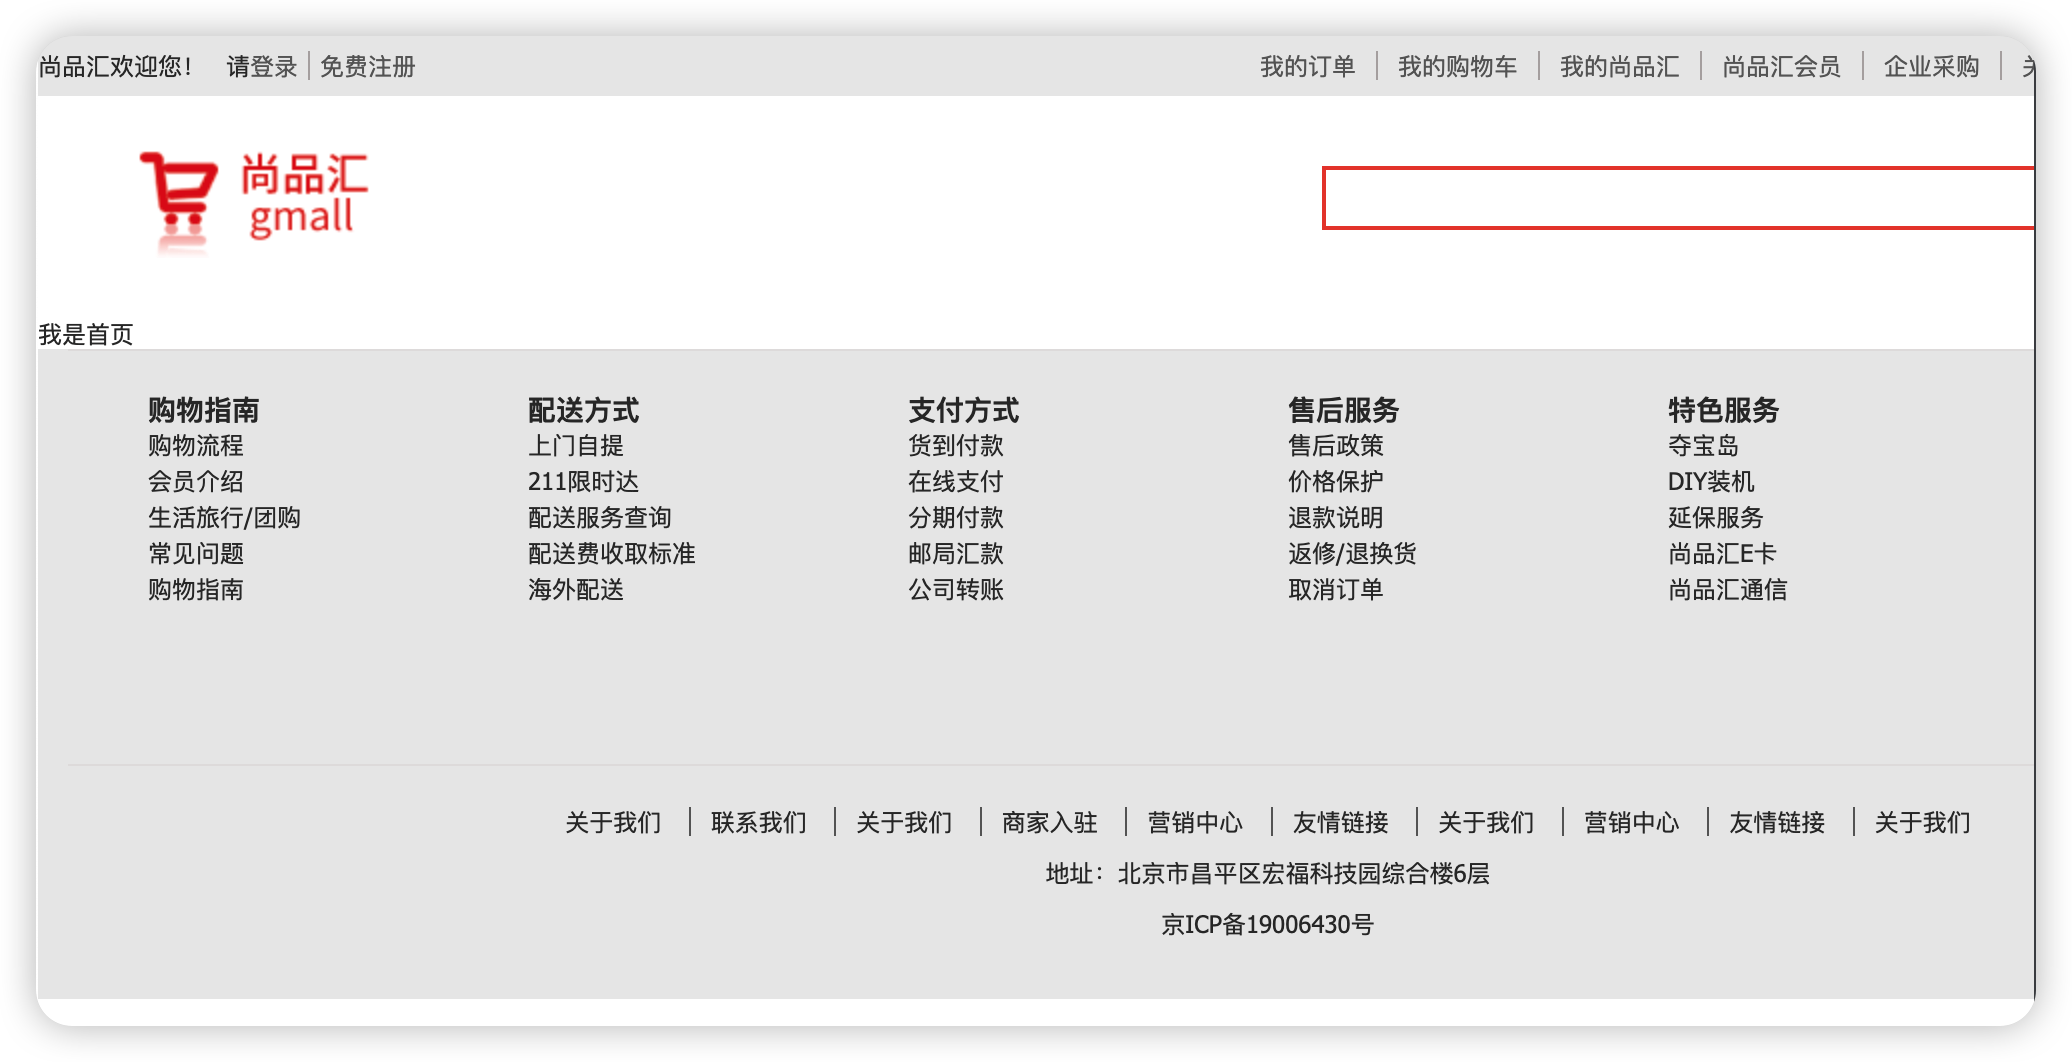 尚品汇欢迎您！ 请登录 免费注册 我的订单 我的购物车 我的尚品汇 尚品汇会员 企业采购
尚品汇
gmall
我是首页
购物指南 配送方式 支付方式 售后服务 特色服务
购物流程 上门自提 货到付款 售后政策 夺宝岛
会员介绍 211限时达 在线支付 价格保护 DIY装机
生活旅行/团购 配送服务查询 分期付款 退款说明 延保服务
常见问题 配送费收取标准 邮局汇款 返修/退换货 尚品汇E卡
购物指南 海外配送 公司转账 取消订单 尚品汇通信
关于我们 联系我们 关于我们 商家入驻 营销中心 友情链接 关于我们 营销中心 友情链接 关于我们
地址：北京市昌平区宏福科技园综合楼6层
京ICP备19006430号